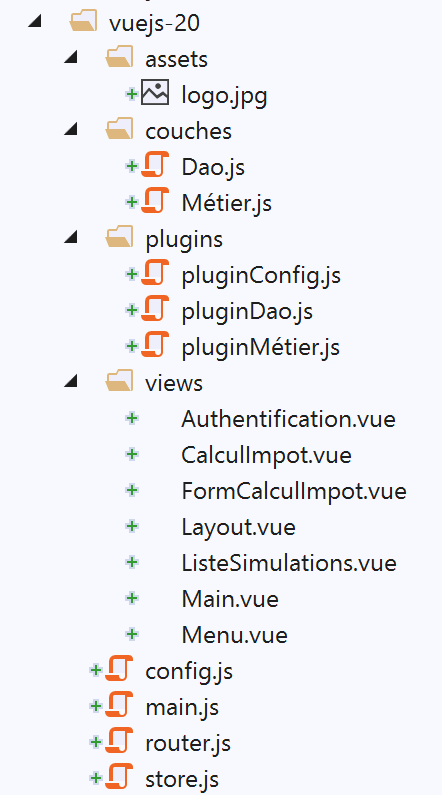 vuejs-20
assets
logo.jpg
couches
Dao.js
Métier.js
plugins
pluginConfig.js
pluginDao.js
pluginMétier.js
views
Authentification.vue
CalculImpot.vue
FormCalculImpot.vue
Layout.vue
ListeSimulations.vue
Main.vue
Menu.vue
config.js
main.js
router.js
store.js